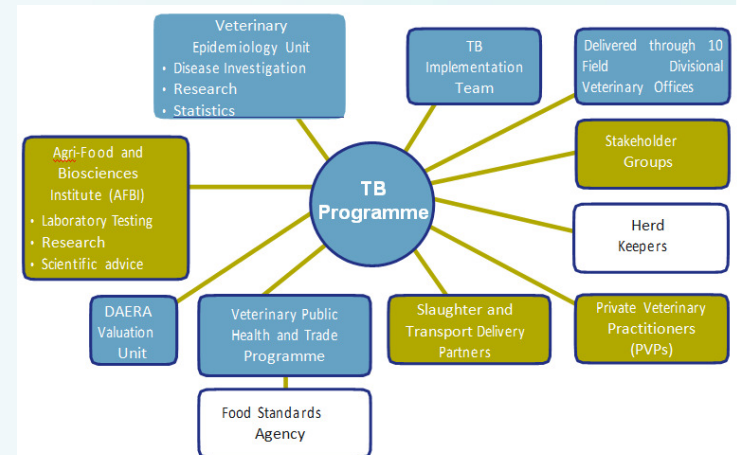 Veterinary
Epidemiology Unit
• Disease Investigation
• Research
• Statistics
TB
Implementation
Team
Delivered through 10
Field Divisional
Veterinary Offices
Agri-Food and
Biosciences
Institute (AFBI)
• Laboratory Testing
• Research
• Scientific advice
TB
Programme
Stakeholder
Groups
Herd
Keepers
DAERA
Valuation
Unit
Veterinary Public
Health and Trade
Programme
Slaughter and
Transport Delivery
Partners
Private Veterinary
Practitioners
(PVPs)
Food Standards
Agency